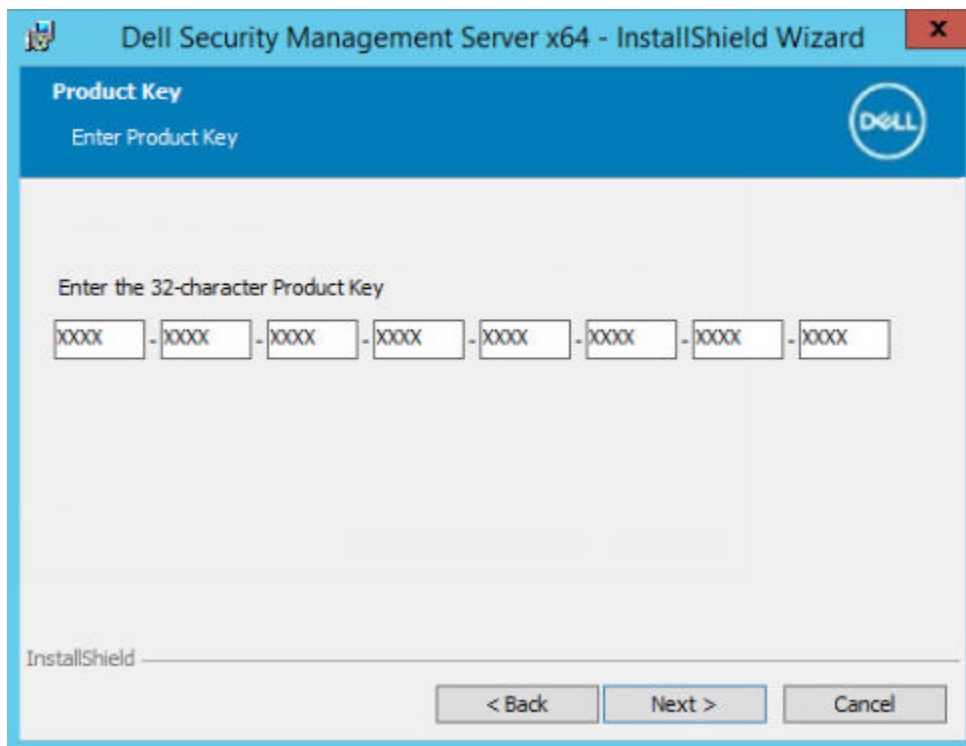 Dell Security Management Server x64 - InstallShield Wizard
x
Product Key
Enter Product Key
DELL
Enter the 32-character Product Key
XXXX - XXXX - XXXX - XXXX - XXXX - XXXX - XXXX - XXXX
InstallShield
< Back Next > Cancel